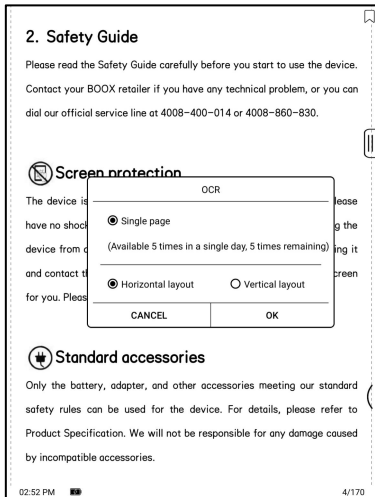 2. Safety Guide
Please read the Safety Guide carefully before you start to use the device.
Contact your BOOX retailer if you have any technical problem, or you can
dial our official service line at 4008-400-014 or 4008-860-830.
Screen protection
The device is
have no shock
device from
and contact
for you. Pleas
OCR
Single page
(Available 5 times in a single day, 5 times remaining)
Horizontal layout
Vertical layout
CANCEL
OK
lease
the
ing it
creen
Standard accessories
Only the battery, adapter, and other accessories meeting our standard
safety rules can be used for the device. For details, please refer to
Product Specification. We will not be responsible for any damage caused
by incompatible accessories.
02:52 PM
4/170